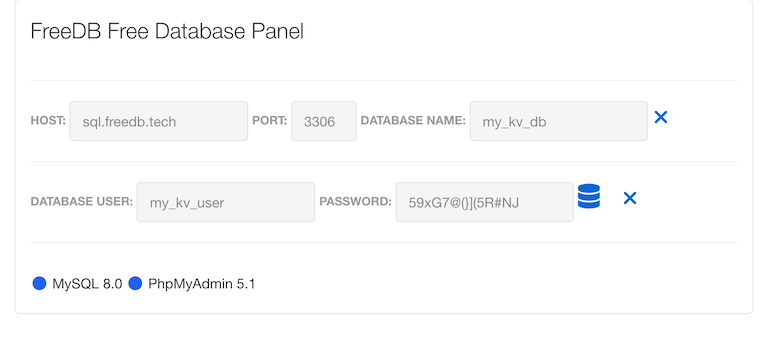 FreeDB Free Database Panel
HOST: sql.freedb.tech PORT: 3306 DATABASE NAME: my_kv_db
DATABASE USER: my_kv_user PASSWORD: 59xG7@(}](5R#NJ
MySQL 8.0 PhpMyAdmin 5.1